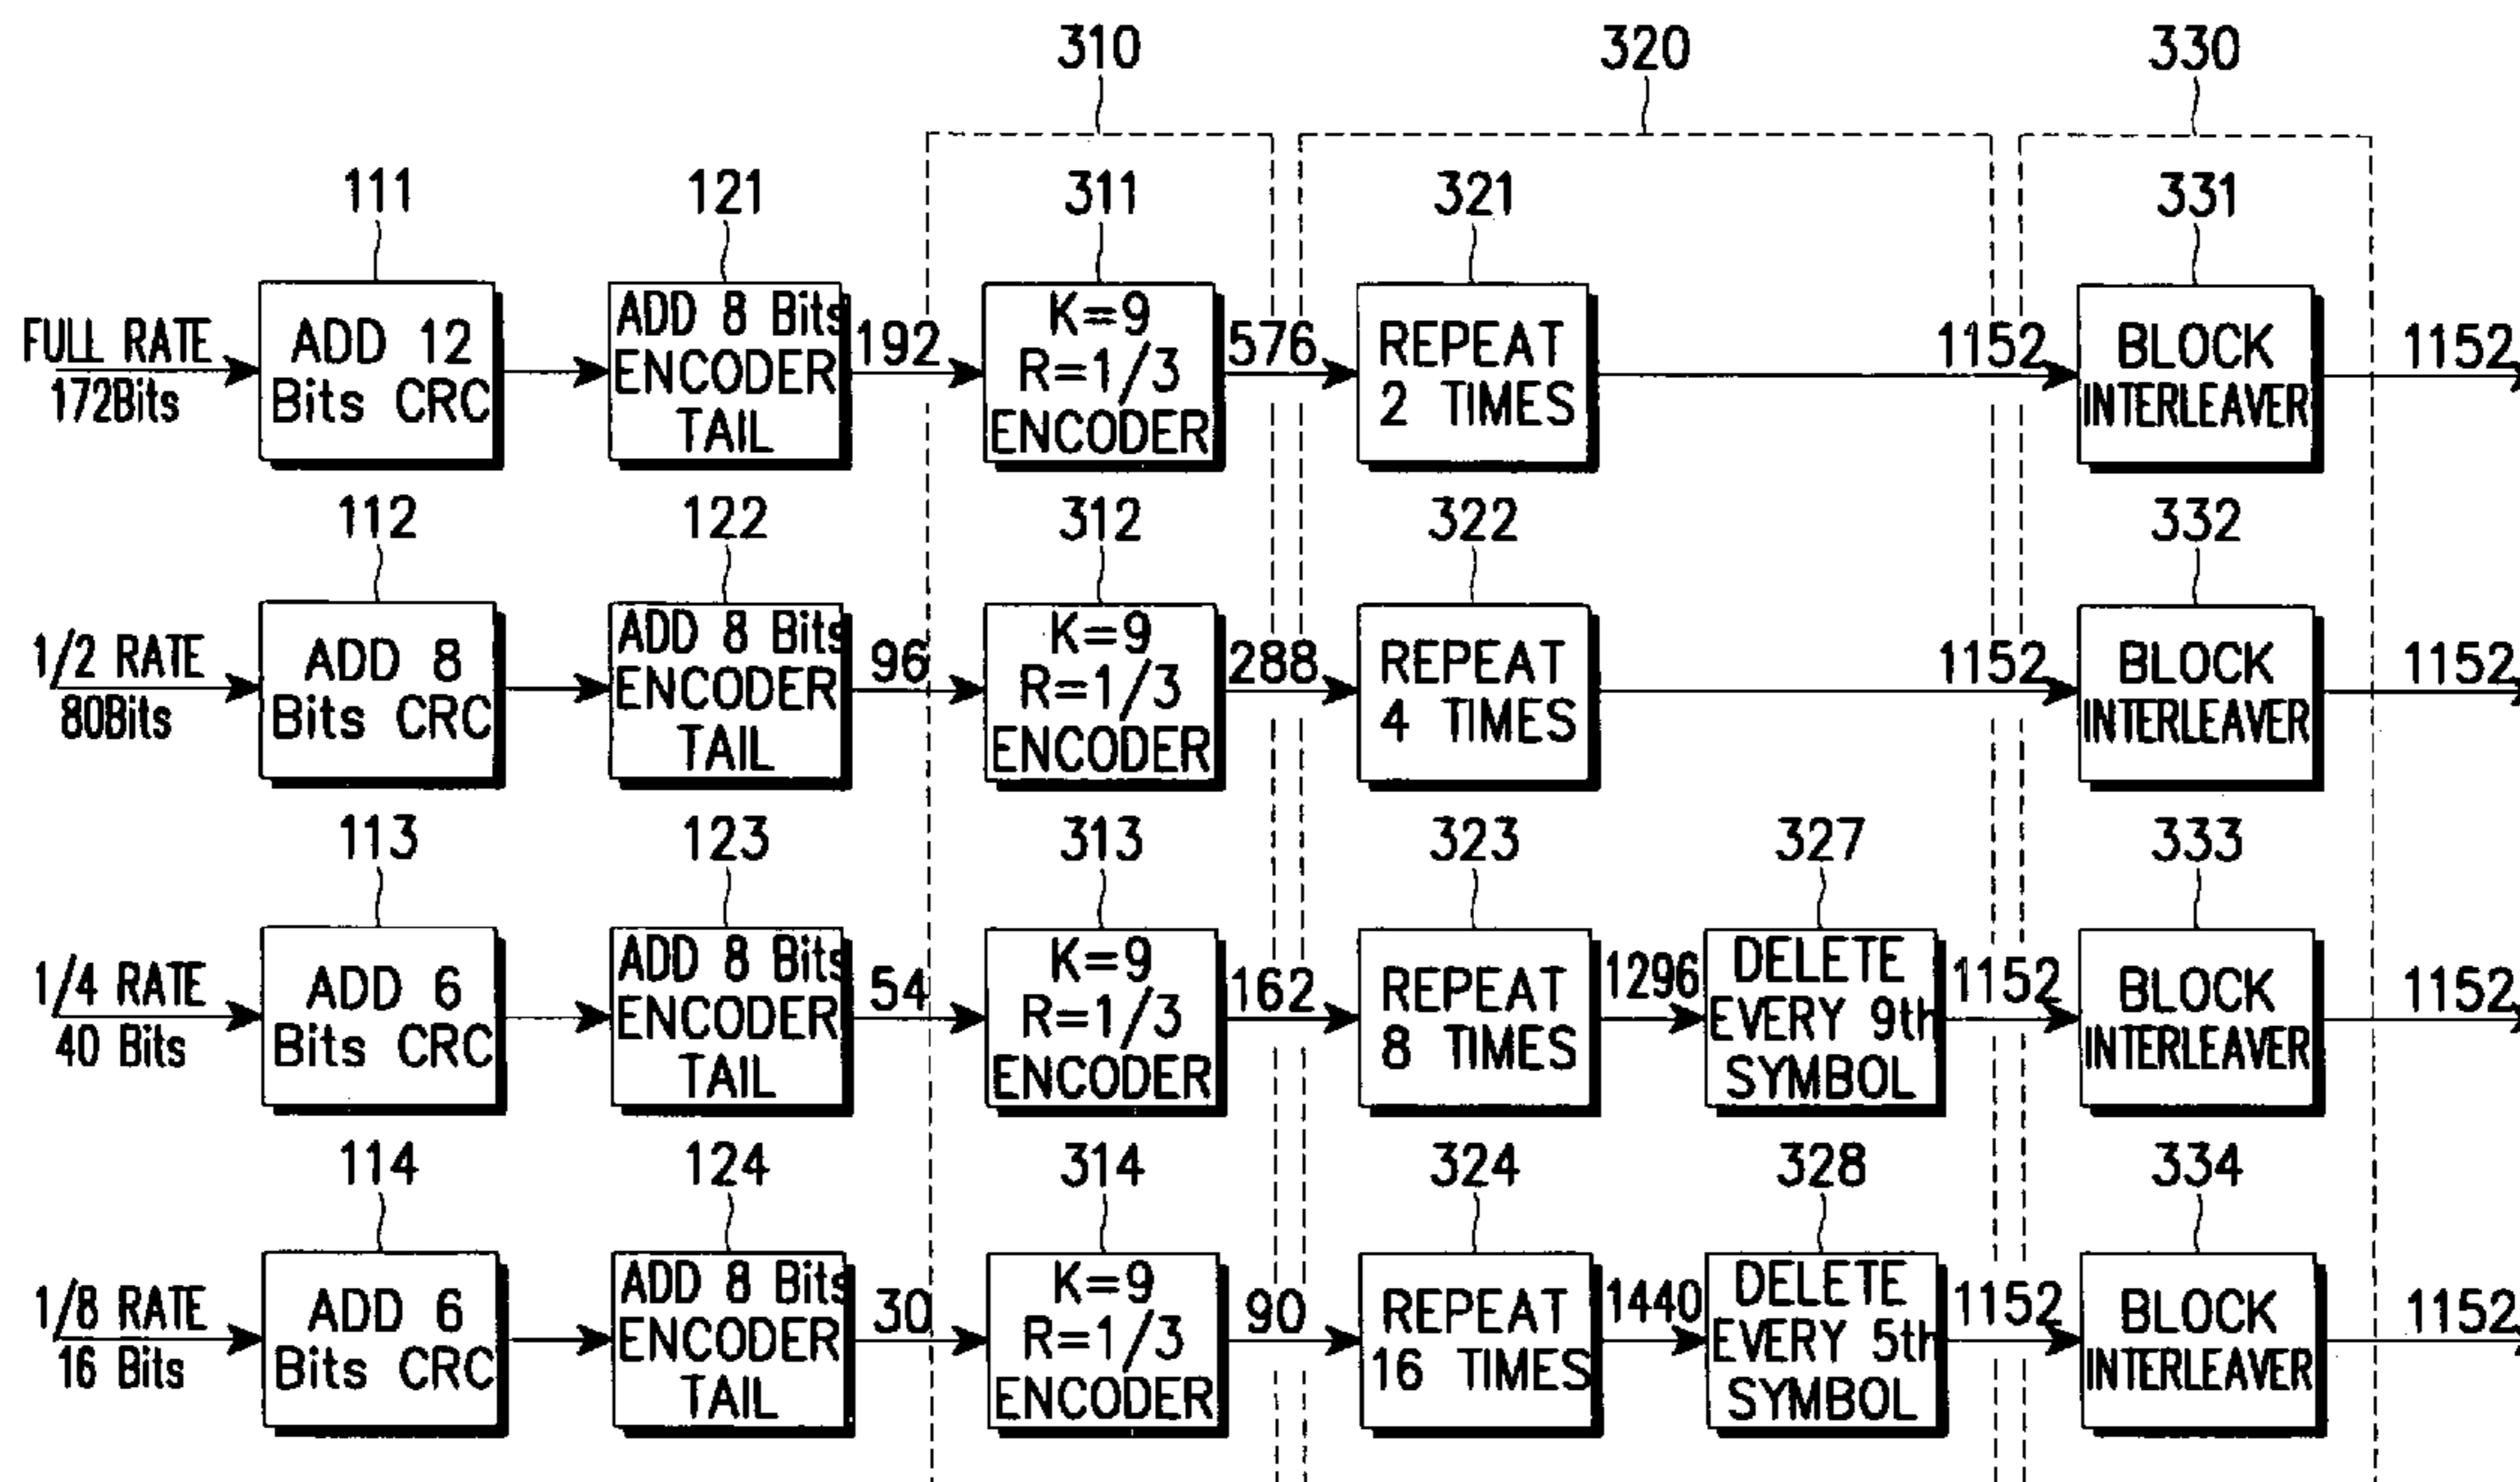 310 320 330
111 121 311 321 331
FULL RATE
172Bits
ADD 12
Bits CRC
ADD 8 Bits
ENCODER
TAIL
192
K=9
R=1/3
ENCODER
576
REPEAT
2 TIMES
1152
BLOCK
INTERLEAVER
1152
112 122 312 322 332
1/2 RATE
80Bits
ADD 8
Bits CRC
ADD 8 Bits
ENCODER
TAIL
96
K=9
R=1/3
ENCODER
288
REPEAT
4 TIMES
1152
BLOCK
INTERLEAVER
1152
113 123 313 323 327 333
1/4 RATE
40 Bits
ADD 6
Bits CRC
ADD 8 Bits
ENCODER
TAIL
54
K=9
R=1/3
ENCODER
162
REPEAT
8 TIMES
1296
DELETE
EVERY 9th
SYMBOL
1152
BLOCK
INTERLEAVER
1152
114 124 314 324 328 334
1/8 RATE
16 Bits
ADD 6
Bits CRC
ADD 8 Bits
ENCODER
TAIL
30
K=9
R=1/3
ENCODER
90
REPEAT
16 TIMES
1440
DELETE
EVERY 5th
SYMBOL
1152
BLOCK
INTERLEAVER
1152